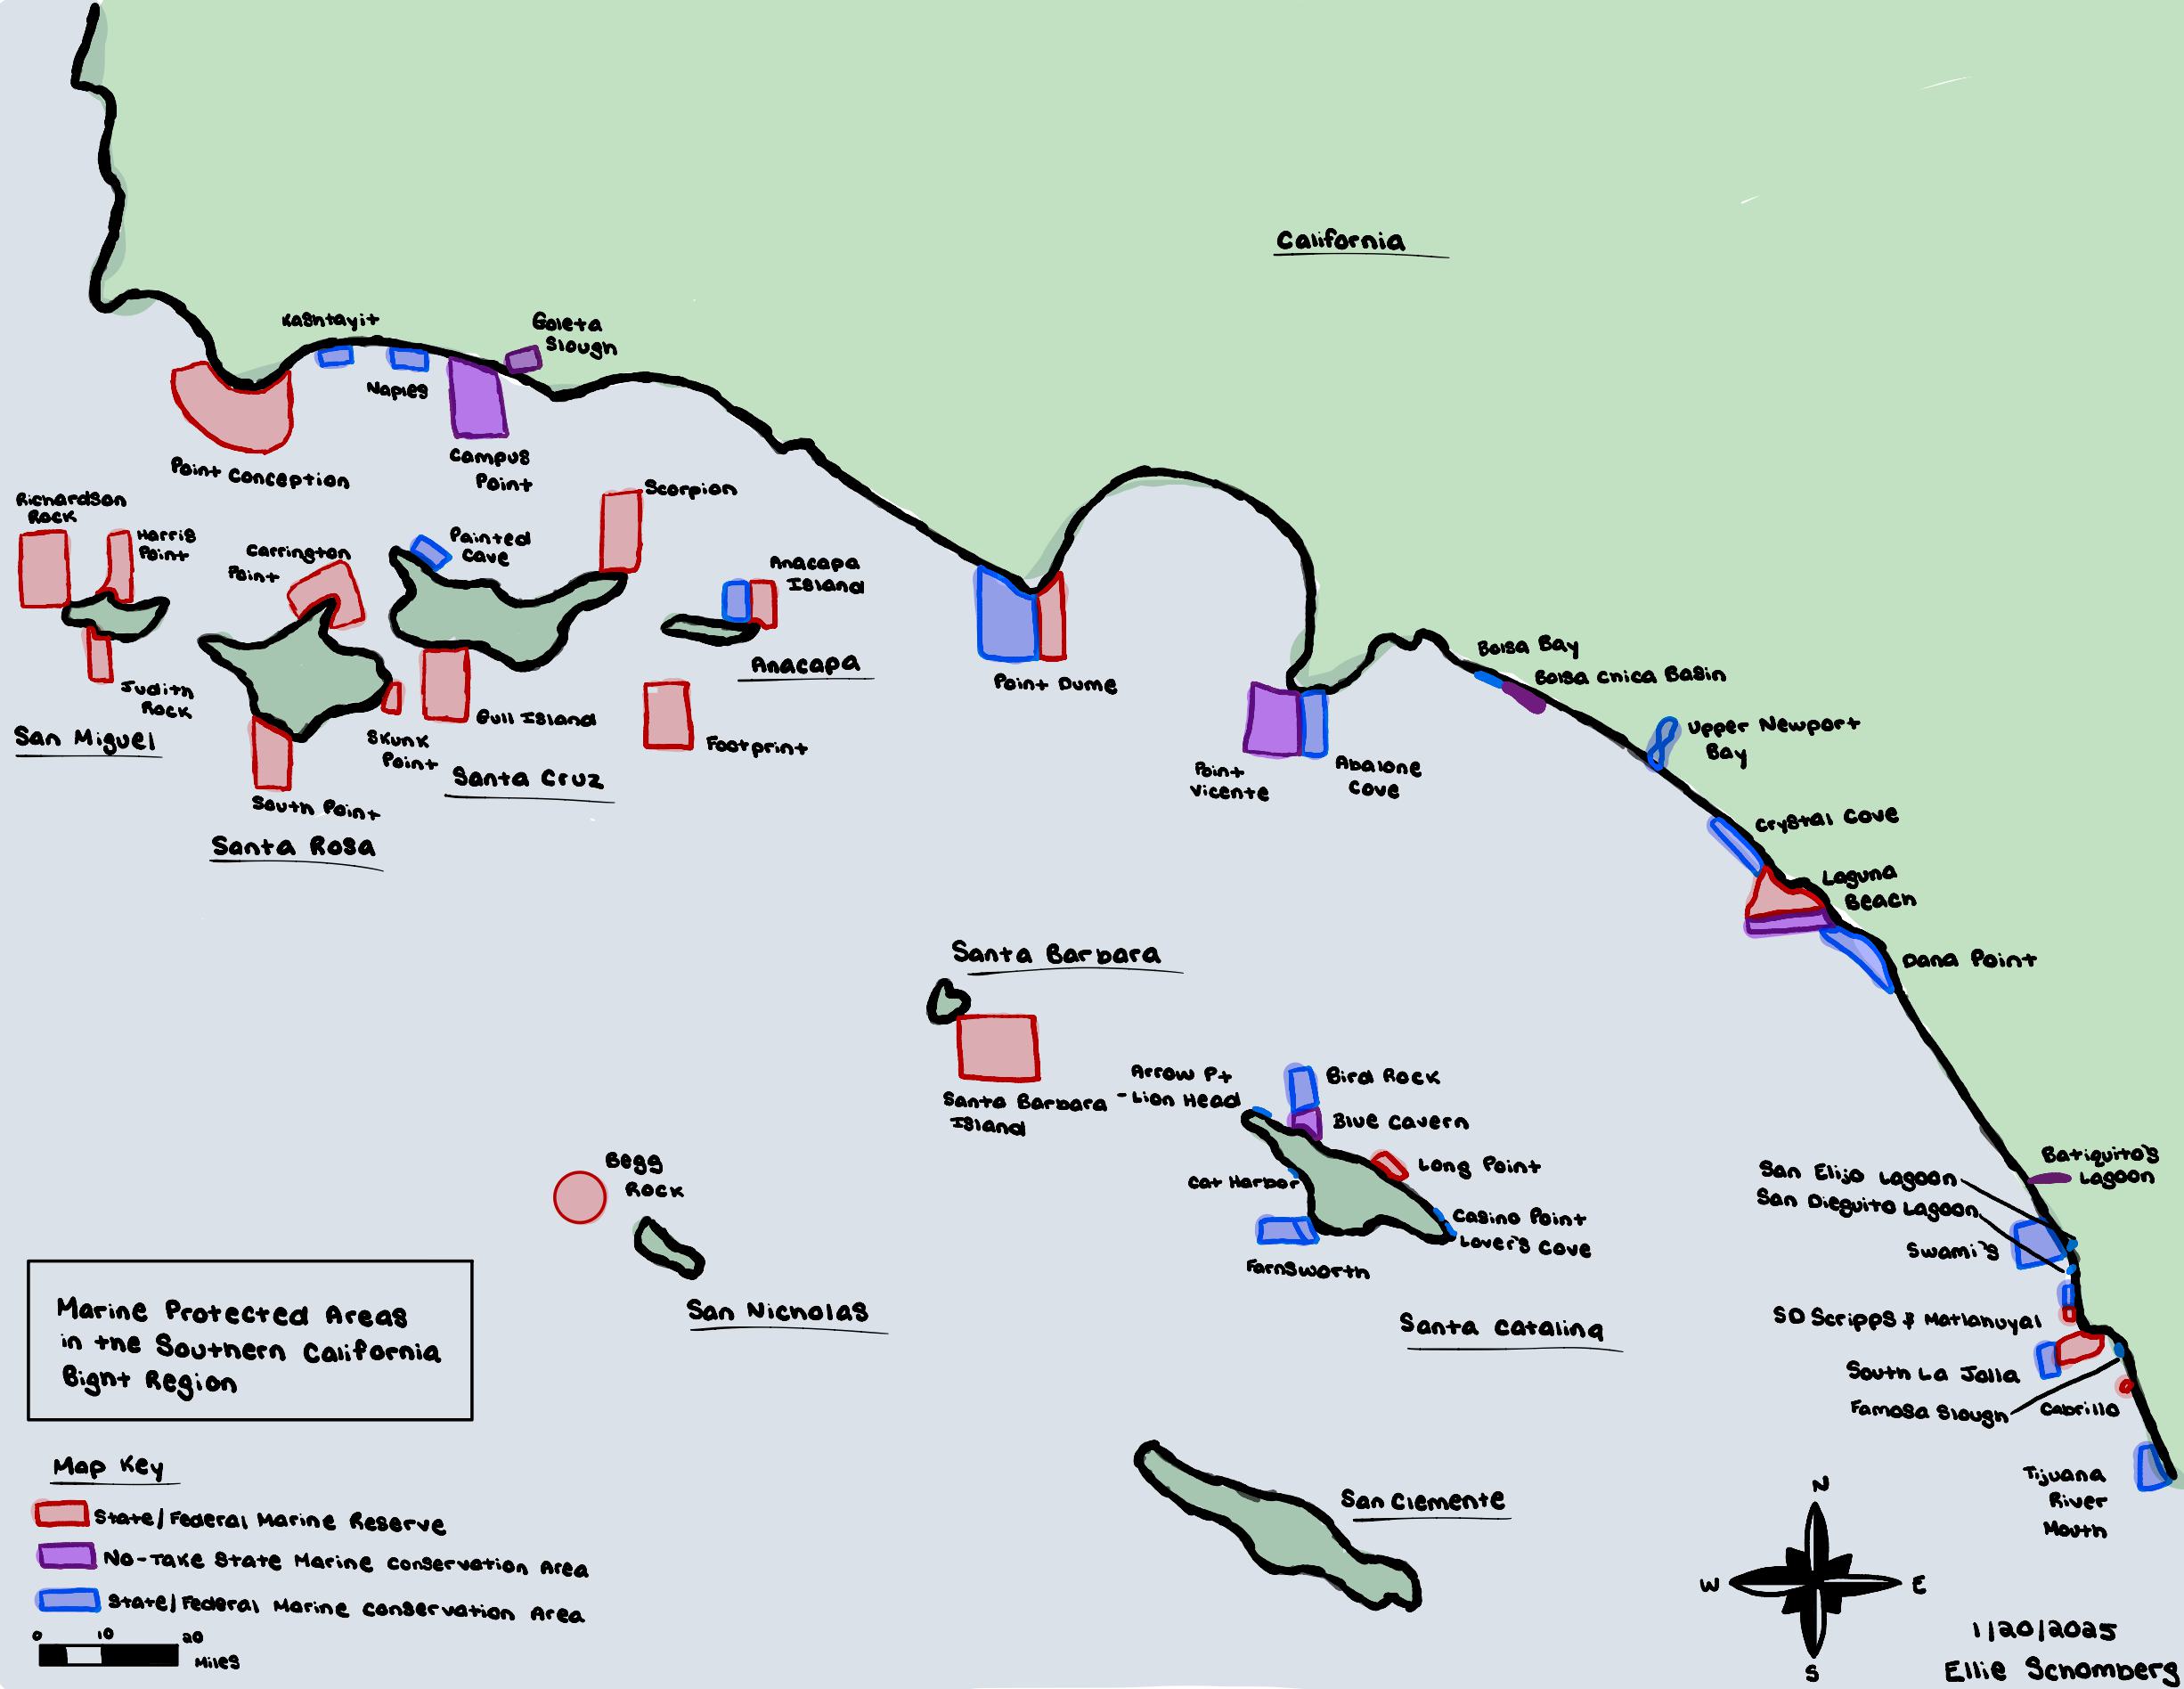 California
Kashtayit
Goleta
Slough
Naples
Point Conception
Campus
Point
Scorpion
Richardson
Rock
Harris
Point
Carrington
Point
Painted
Cave
Anacapa
Island
Judith
Rock
San Miguel
Anacapa
Point Dume
Gull Island
Skunk
Point
Footprint
Santa Cruz
South Point
Santa Rosa
Bolsa Bay
Bolsa Chica Basin
Upper Newport
Bay
Point
Vicente
Abalone
Cove
Crystal Cove
Laguna
Beach
Dana Point
Santa Barbara
Santa Barbara
Island
Arrow Pt
-Lion Head
Bird Rock
Blue Cavern
Long Point
Cat Harbor
Casino Point
Lover's Cove
Farnsworth
Santa Catalina
Begg
Rock
San Nicholas
Batiquito's
Lagoon
San Elijo Lagoon
San Dieguito Lagoon
Swami's
SD Scripps & Matlahuyal
South La Jolla
Famosa Slough
Cabrillo
Tijuana
River
Mouth
San Clemente
Marine Protected Areas
in the Southern California
Bight Region
Map Key
State/Federal Marine Reserve
No-Take State Marine Conservation Area
State/Federal Marine Conservation Area
0 10 20
Miles
N
W E
S
1/20/2025
Ellie Schomberg